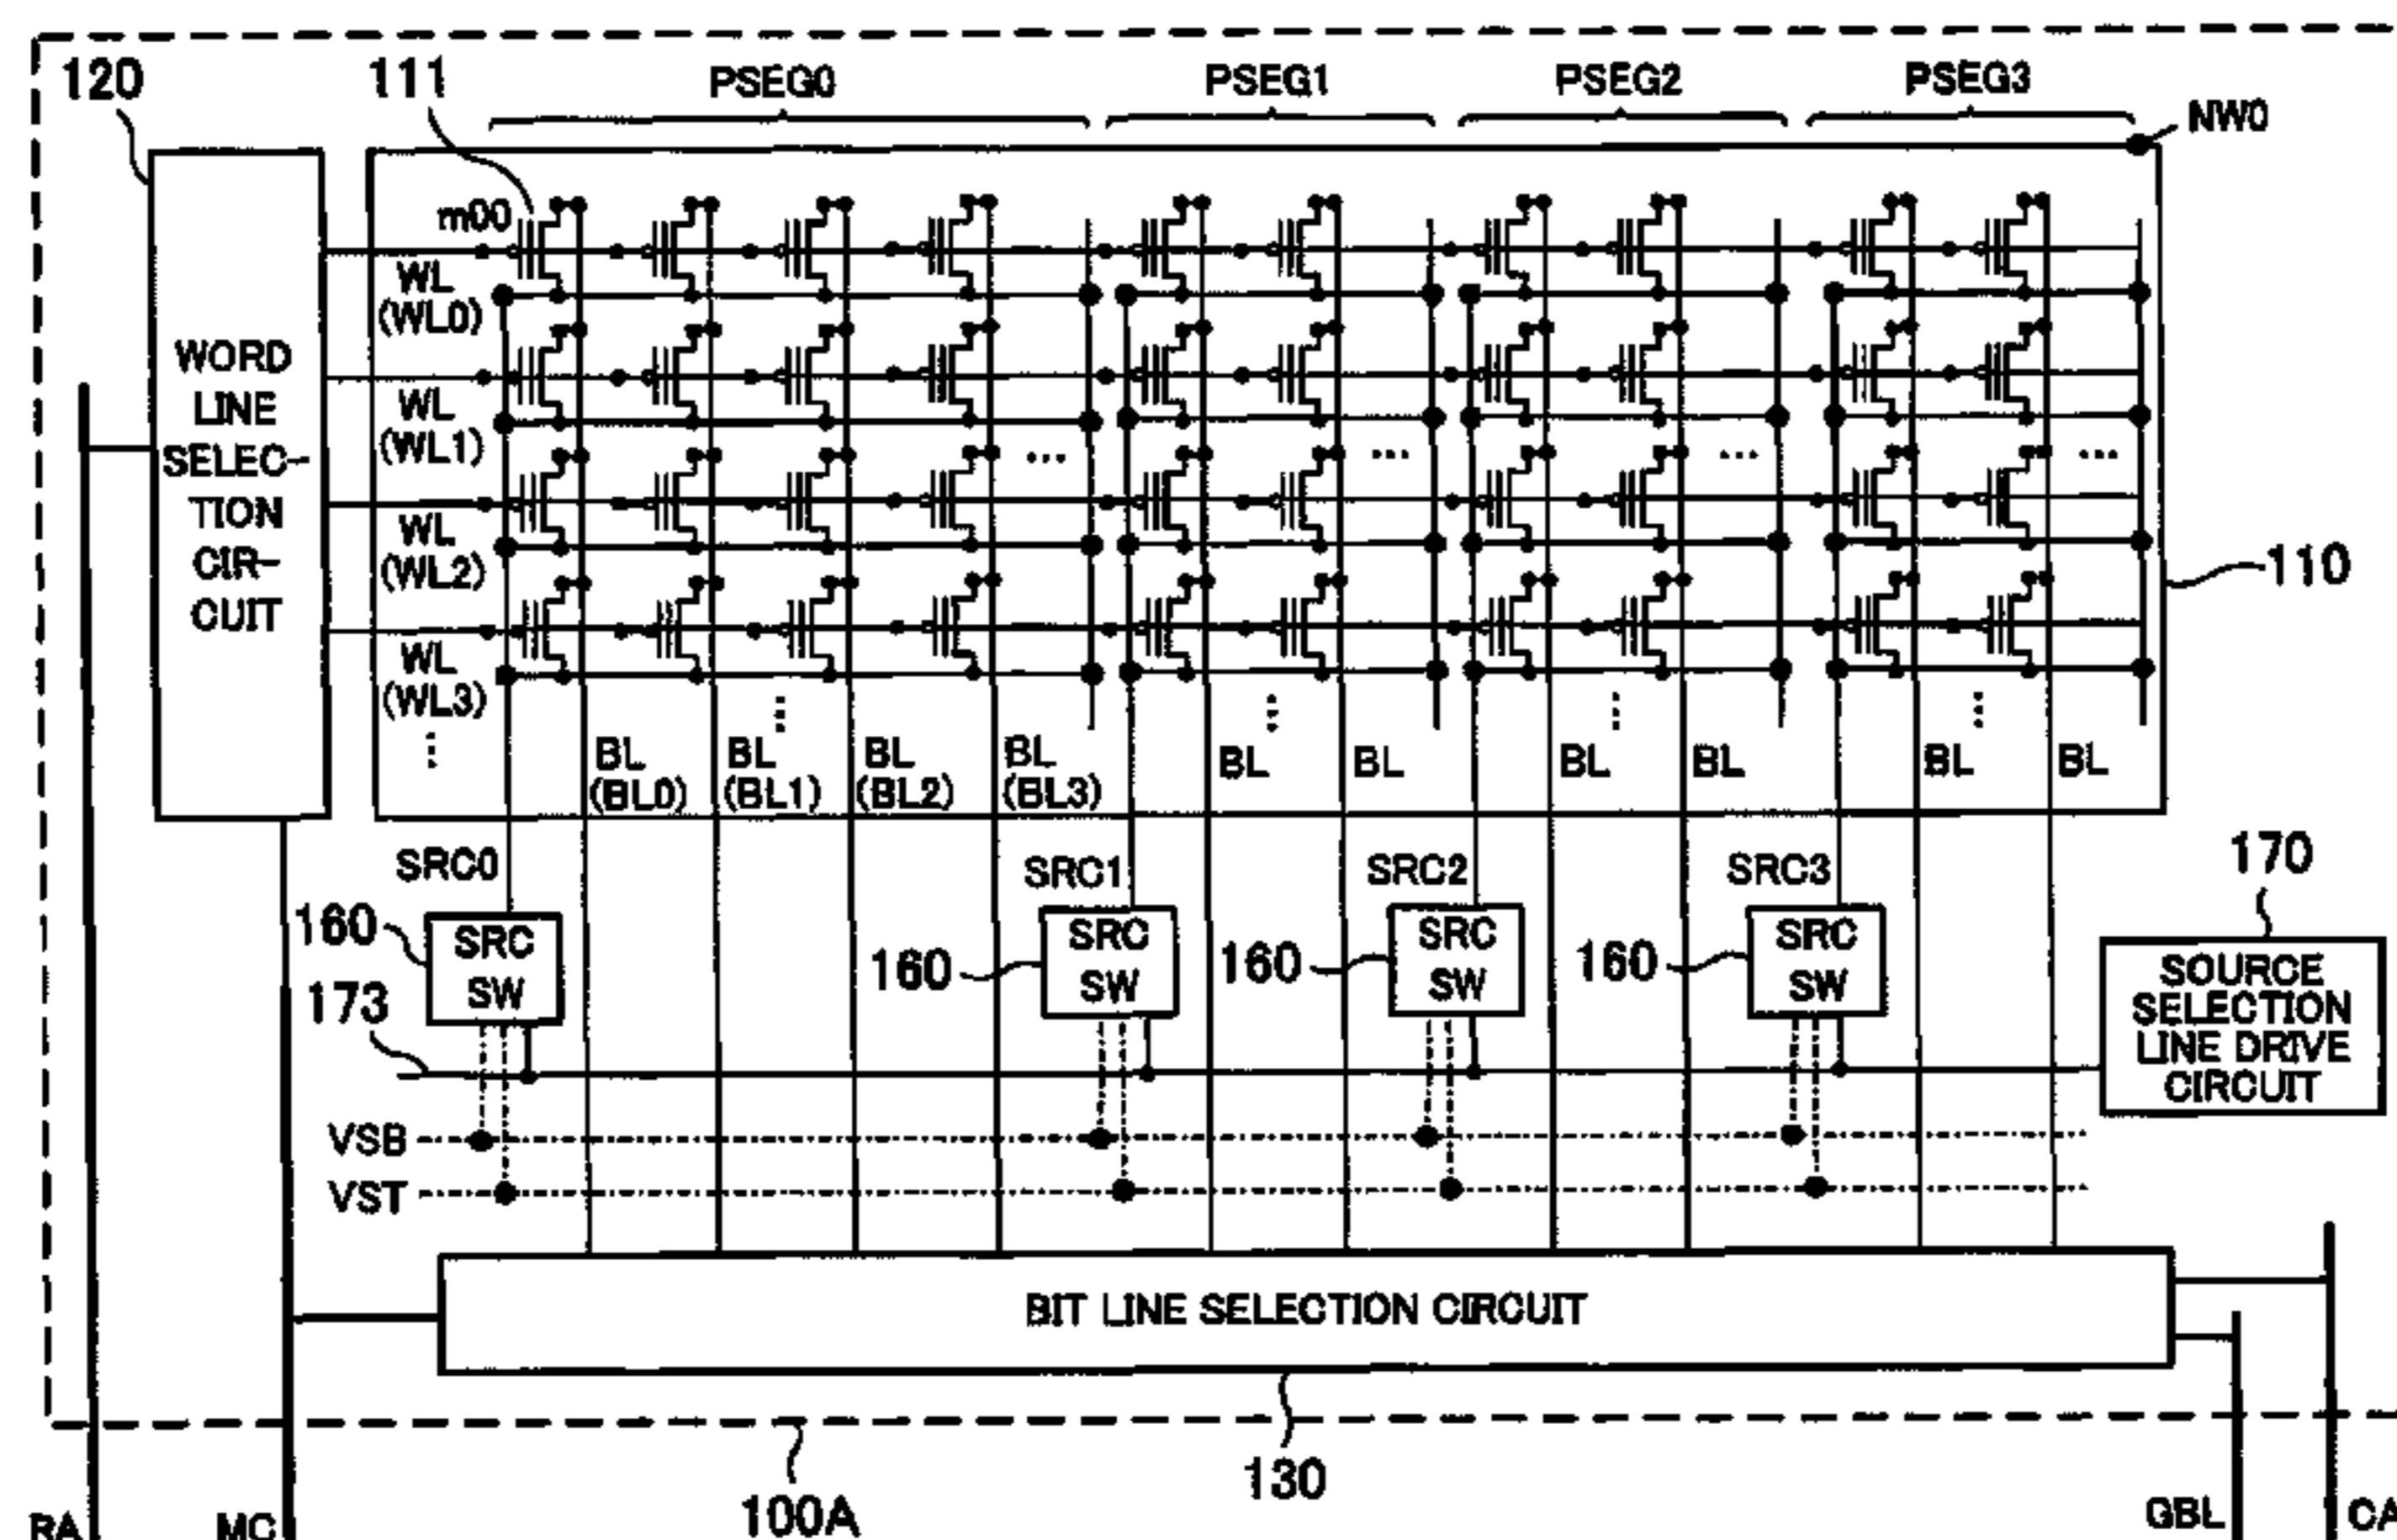 120
111
PSEG0
PSEG1
PSEG2
PSEG3
NW0
m00
WORD
LINE
SELEC-
TION
CIR-
CUIT
WL
(WL0)
WL
(WL1)
... ... ... ...
WL
(WL2)
110
WL
(WL3)
BL
(BL0)
BL
(BL1)
BL
(BL2)
BL
(BL3)
BL
BL
BL
BL
BL
BL
SRC0
SRC1
SRC2
SRC3
170
160
SRC
SW
160
SRC
SW
160
SRC
SW
160
SRC
SW
SOURCE
SELECTION
LINE DRIVE
CIRCUIT
173
VSB
VST
BIT LINE SELECTION CIRCUIT
130
100A
RA
MC
GBL
CA